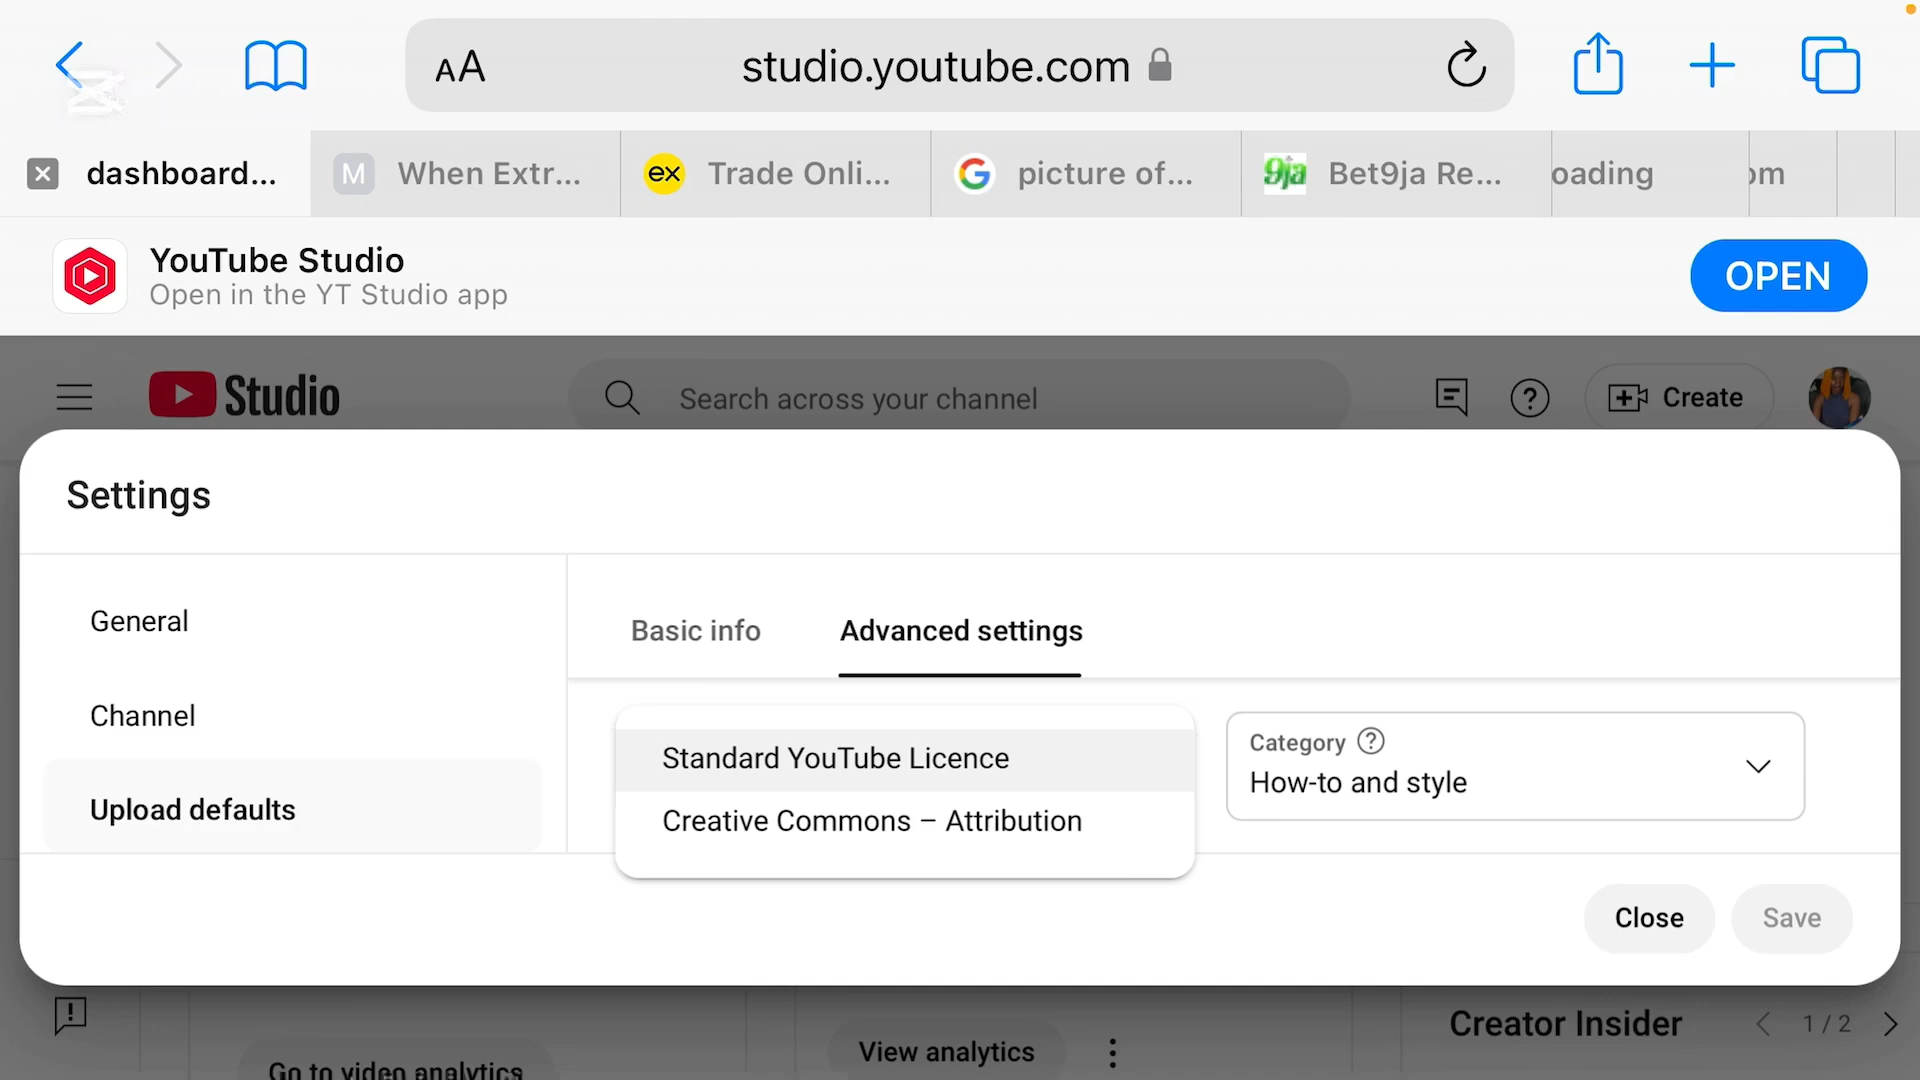 AA
studio.youtube.com
dashboard...
M
When Extr...
ex
Trade Onli...
G
picture of...
9ja
Bet9ja Re...
oading
om
YouTube Studio
Open in the YT Studio app
OPEN
Studio
Search across your channel
Create
Settings
General
Channel
Upload defaults
Basic info
Advanced settings
Standard YouTube Licence
Creative Commons – Attribution
Category
How-to and style
Close
Save
Go to video analytics
View analytics
Creator Insider
1 / 2